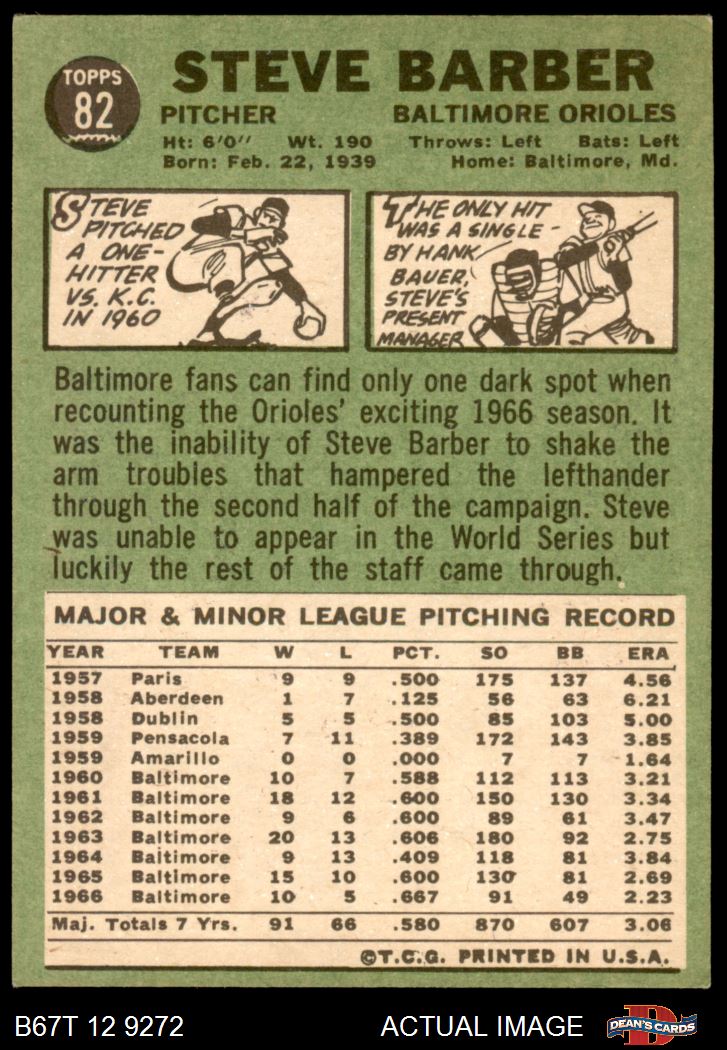 TOPPS
82
STEVE BARBER
PITCHER BALTIMORE ORIOLES
Ht: 6'0" Wt. 190 Throws: Left Bats: Left
Born: Feb. 22, 1939 Home: Baltimore, Md.
STEVE
PITCHED
A ONE-
HITTER
VS. K.C.
IN 1960
THE ONLY HIT
WAS A SINGLE -
BY HANK
BAUER,
STEVE'S
PRESENT
MANAGER
Baltimore fans can find only one dark spot when
recounting the Orioles' exciting 1966 season. It
was the inability of Steve Barber to shake the
arm troubles that hampered the lefthander
through the second half of the campaign. Steve
was unable to appear in the World Series but
luckily the rest of the staff came through.
MAJOR & MINOR LEAGUE PITCHING RECORD
YEAR TEAM W L PCT. SO BB ERA
1957 Paris 9 9 .500 175 137 4.56
1958 Aberdeen 1 7 .125 56 63 6.21
1958 Dublin 5 5 .500 85 103 5.00
1959 Pensacola 7 11 .389 172 143 3.85
1959 Amarillo 0 0 .000 7 7 1.64
1960 Baltimore 10 7 .588 112 113 3.21
1961 Baltimore 18 12 .600 150 130 3.34
1962 Baltimore 9 6 .600 89 61 3.47
1963 Baltimore 20 13 .606 180 92 2.75
1964 Baltimore 9 13 .409 118 81 3.84
1965 Baltimore 15 10 .600 130 81 2.69
1966 Baltimore 10 5 .667 91 49 2.23
Maj. Totals 7 Yrs. 91 66 .580 870 607 3.06
©T.C.G. PRINTED IN U.S.A.
B67T 12 9272 ACTUAL IMAGE D DEAN'S CARDS